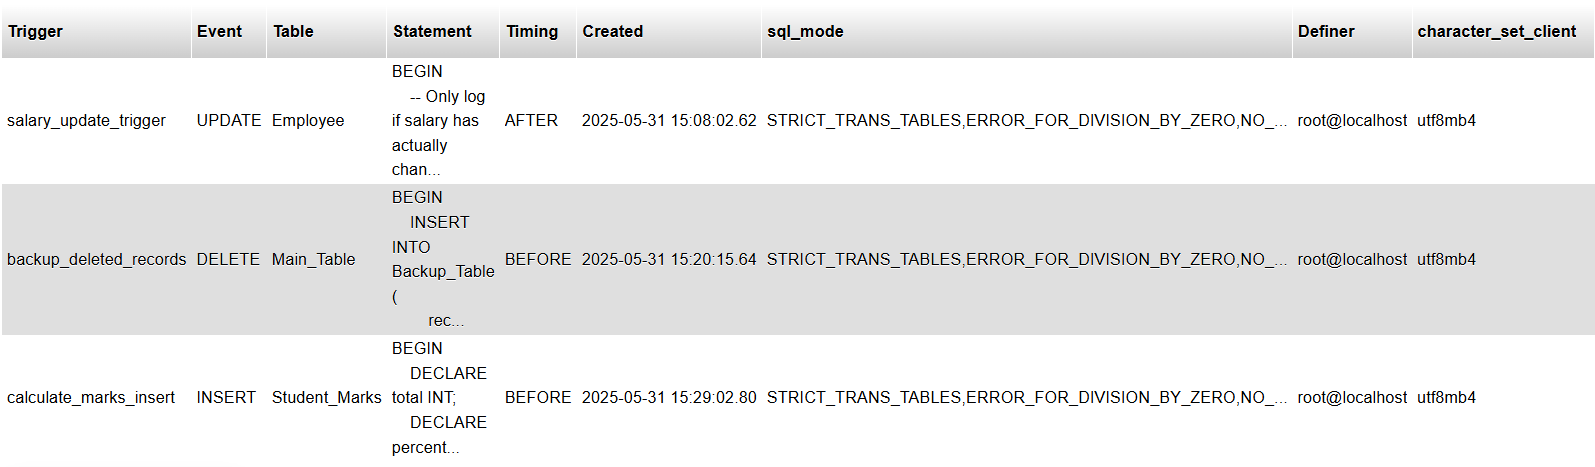 Trigger Event Table Statement Timing Created sql_mode Definer character_set_client
BEGIN
-- Only log
salary_update_trigger UPDATE Employee if salary has AFTER 2025-05-31 15:08:02.62 STRICT_TRANS_TABLES,ERROR_FOR_DIVISION_BY_ZERO,NO_... root@localhost utf8mb4
actually
chan...
BEGIN
INSERT
INTO
backup_deleted_records DELETE Main_Table Backup_Table BEFORE 2025-05-31 15:20:15.64 STRICT_TRANS_TABLES,ERROR_FOR_DIVISION_BY_ZERO,NO_... root@localhost utf8mb4
(
rec...
BEGIN
DECLARE
calculate_marks_insert INSERT Student_Marks total INT; BEFORE 2025-05-31 15:29:02.80 STRICT_TRANS_TABLES,ERROR_FOR_DIVISION_BY_ZERO,NO_... root@localhost utf8mb4
DECLARE
percent...